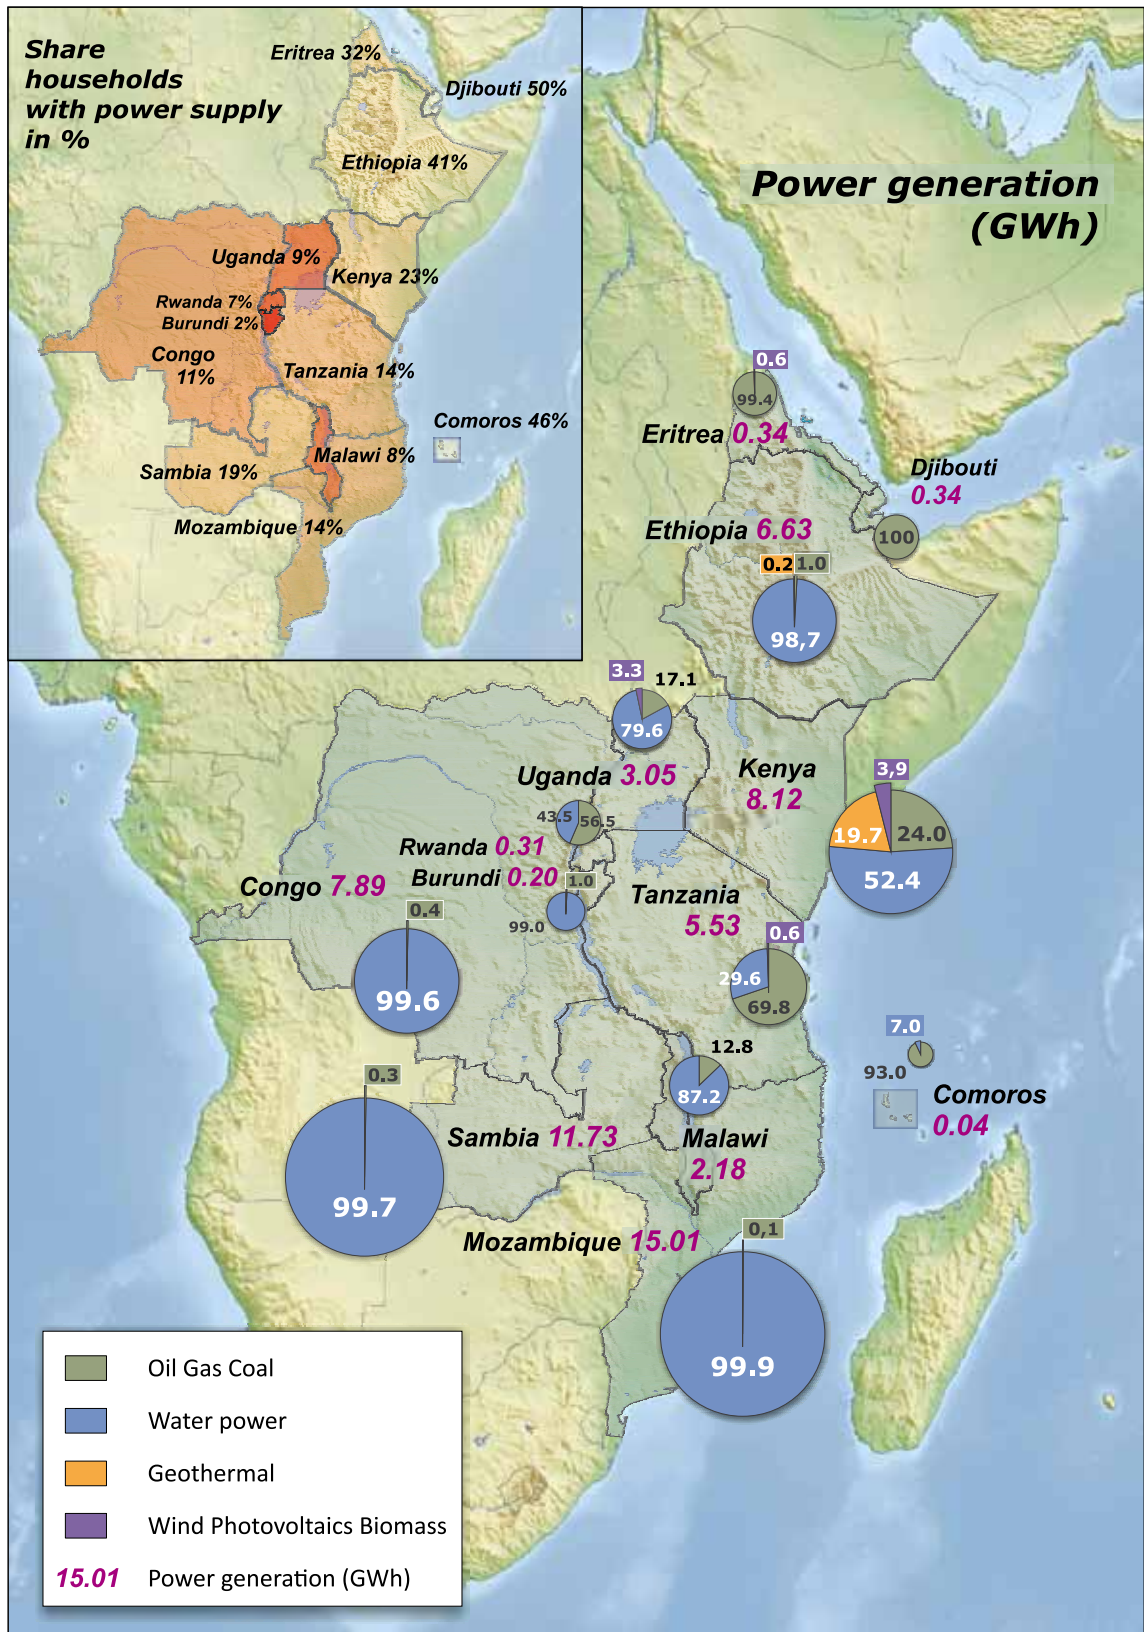 Share
households
with power supply
in %
Eritrea 32%
Djibouti 50%
Ethiopia 41%
Uganda 9%
Kenya 23%
Rwanda 7%
Burundi 2%
Congo
11%
Tanzania 14%
Comoros 46%
Malawi 8%
Sambia 19%
Mozambique 14%
Power generation
(GWh)
0.6
99.4
Eritrea 0.34
Djibouti
0.34
100
Ethiopia 6.63
0.2
1.0
98,7
3.3
17.1
79.6
Uganda 3.05
Kenya
8.12
3,9
19.7
24.0
52.4
43.5
56.5
Rwanda 0.31
Burundi 0.20
1.0
99.0
Congo 7.89
0.4
99.6
Tanzania
5.53
0.6
29.6
69.8
7.0
93.0
Comoros
0.04
12.8
87.2
Malawi
2.18
0.3
99.7
Sambia 11.73
Mozambique 15.01
0,1
99.9
Oil Gas Coal
Water power
Geothermal
Wind Photovoltaics Biomass
15.01 Power generation (GWh)